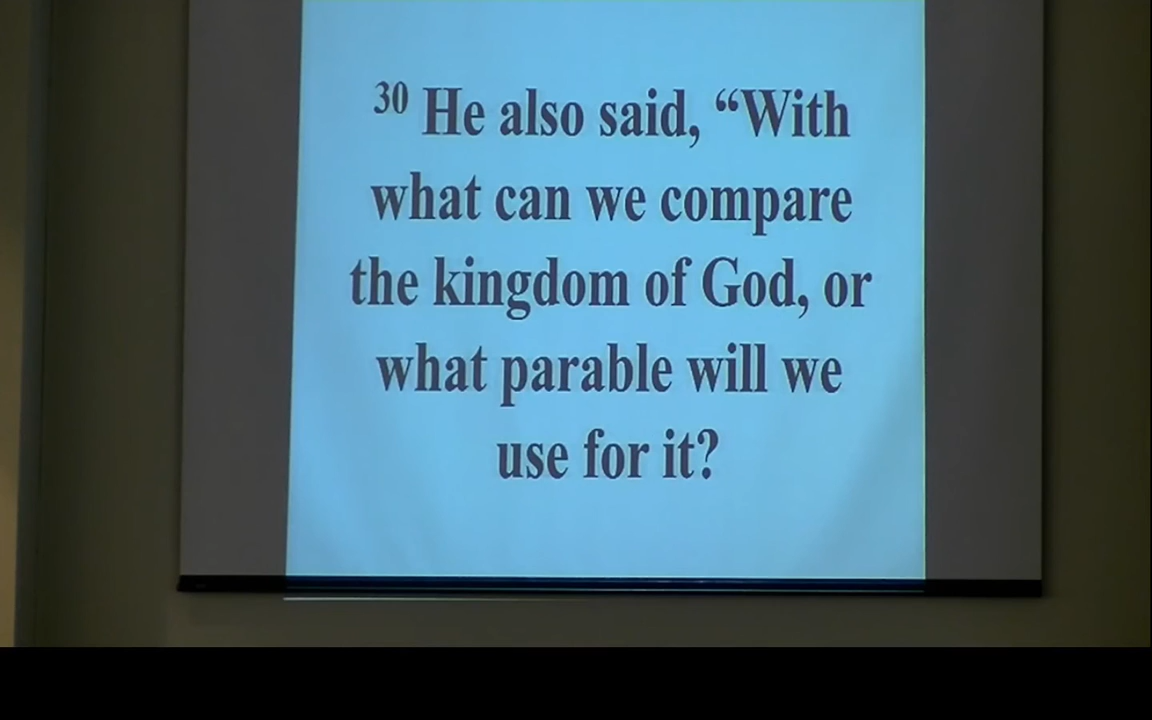 30 He also said, “With
what can we compare
the kingdom of God, or
what parable will we
use for it?